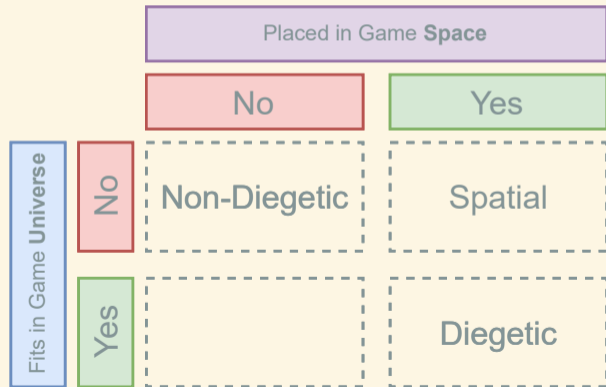 Placed in Game Space
No
Yes
Fits in Game Universe
No
Non-Diegetic
Spatial
Yes
Diegetic